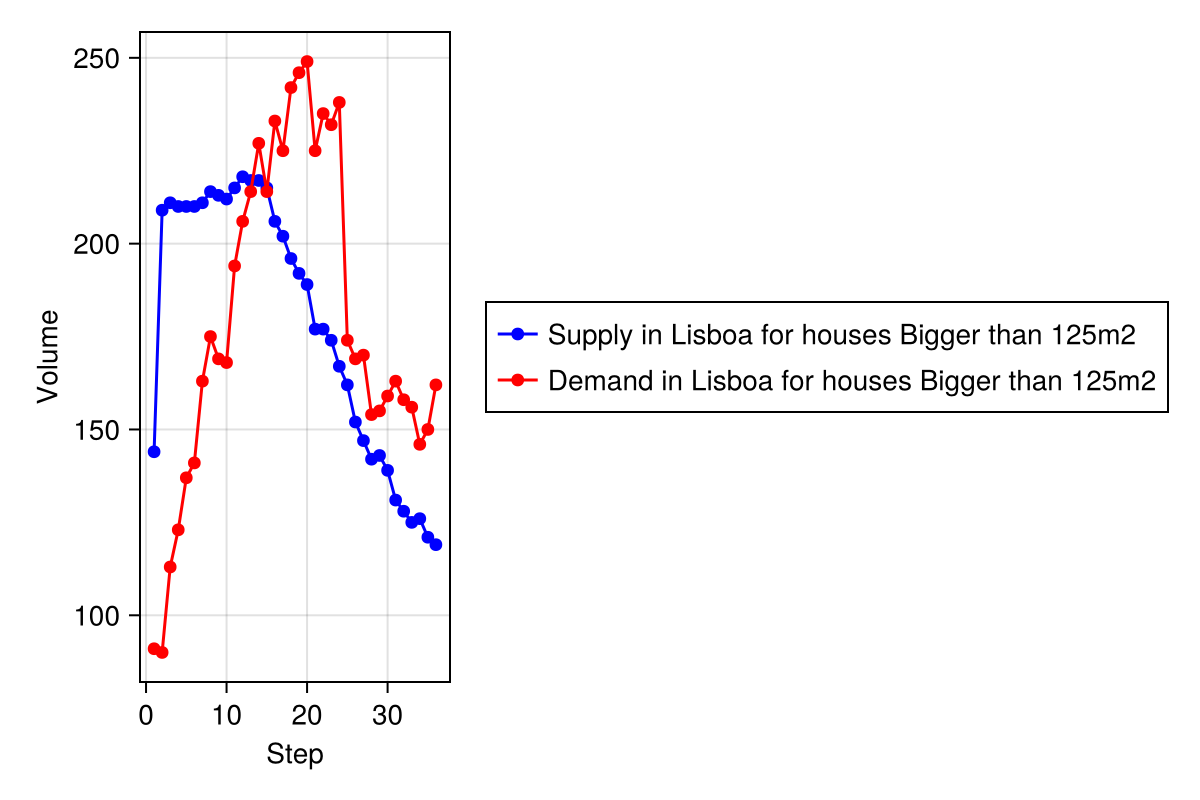 250
200
150
100
Volume
0 10 20 30
Step
Supply in Lisboa for houses Bigger than 125m2
Demand in Lisboa for houses Bigger than 125m2